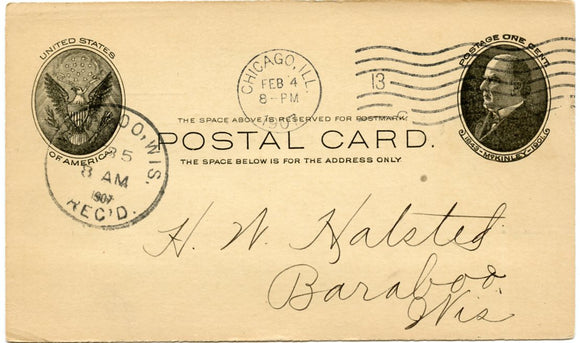 UNITED STATES
OF AMERICA
CHICAGO, ILL.
FEB 4
8-PM
13
POSTAGE ONE CENT.
1843-McKINLEY-1901
THE SPACE ABOVE IS RESERVED FOR POSTMARK.
POSTAL CARD.
THE SPACE BELOW IS FOR THE ADDRESS ONLY.
OO, WIS.
5
8 AM
1907
REC'D.
H. W. Halsted
Baraboo
Wis